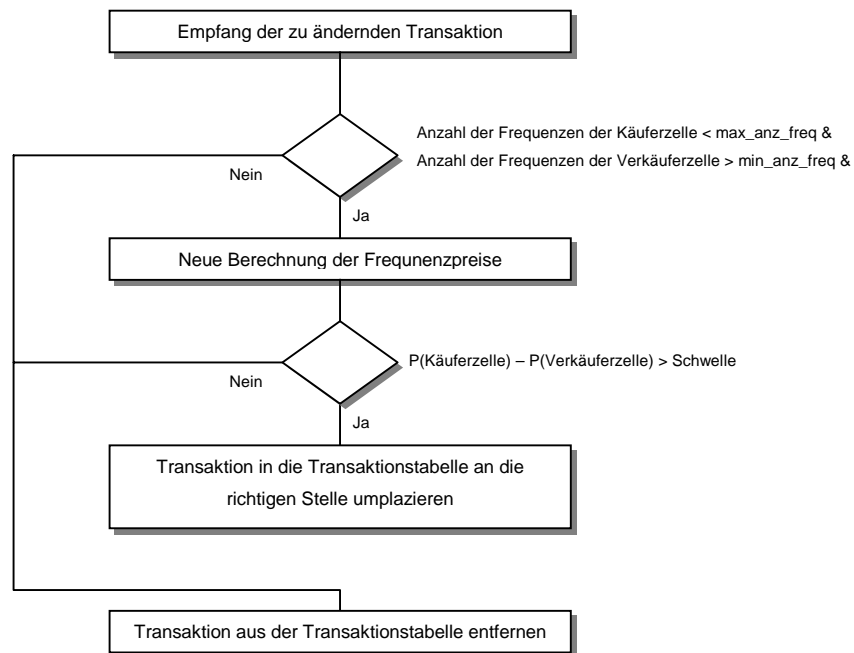 Empfang der zu ändernden Transaktion
Anzahl der Frequenzen der Käuferzelle < max_anz_freq &
Anzahl der Frequenzen der Verkäuferzelle > min_anz_freq &
Nein
Ja
Neue Berechnung der Frequnenzpreise
P(Käuferzelle) – P(Verkäuferzelle) > Schwelle
Nein
Ja
Transaktion in die Transaktionstabelle an die
richtigen Stelle umplazieren
Transaktion aus der Transaktionstabelle entfernen